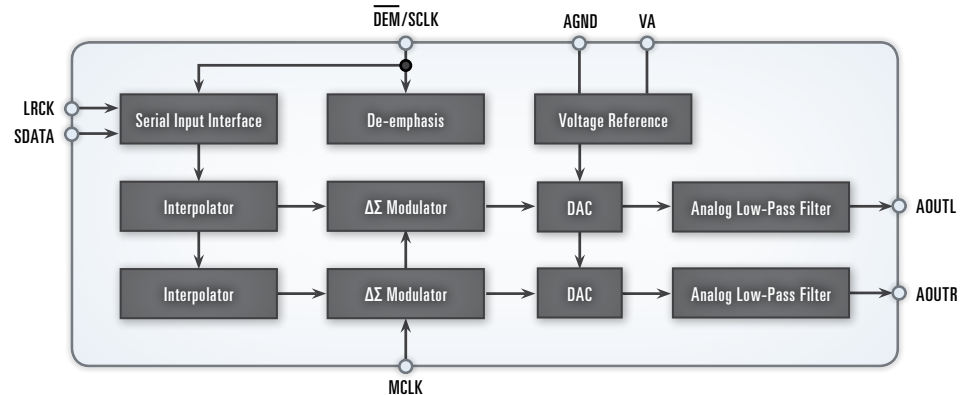 DEM/SCLK
AGND
VA
LRCK
SDATA
Serial Input Interface
De-emphasis
Voltage Reference
Interpolator
ΔΣ Modulator
DAC
Analog Low-Pass Filter
AOUTL
Interpolator
ΔΣ Modulator
DAC
Analog Low-Pass Filter
AOUTR
MCLK